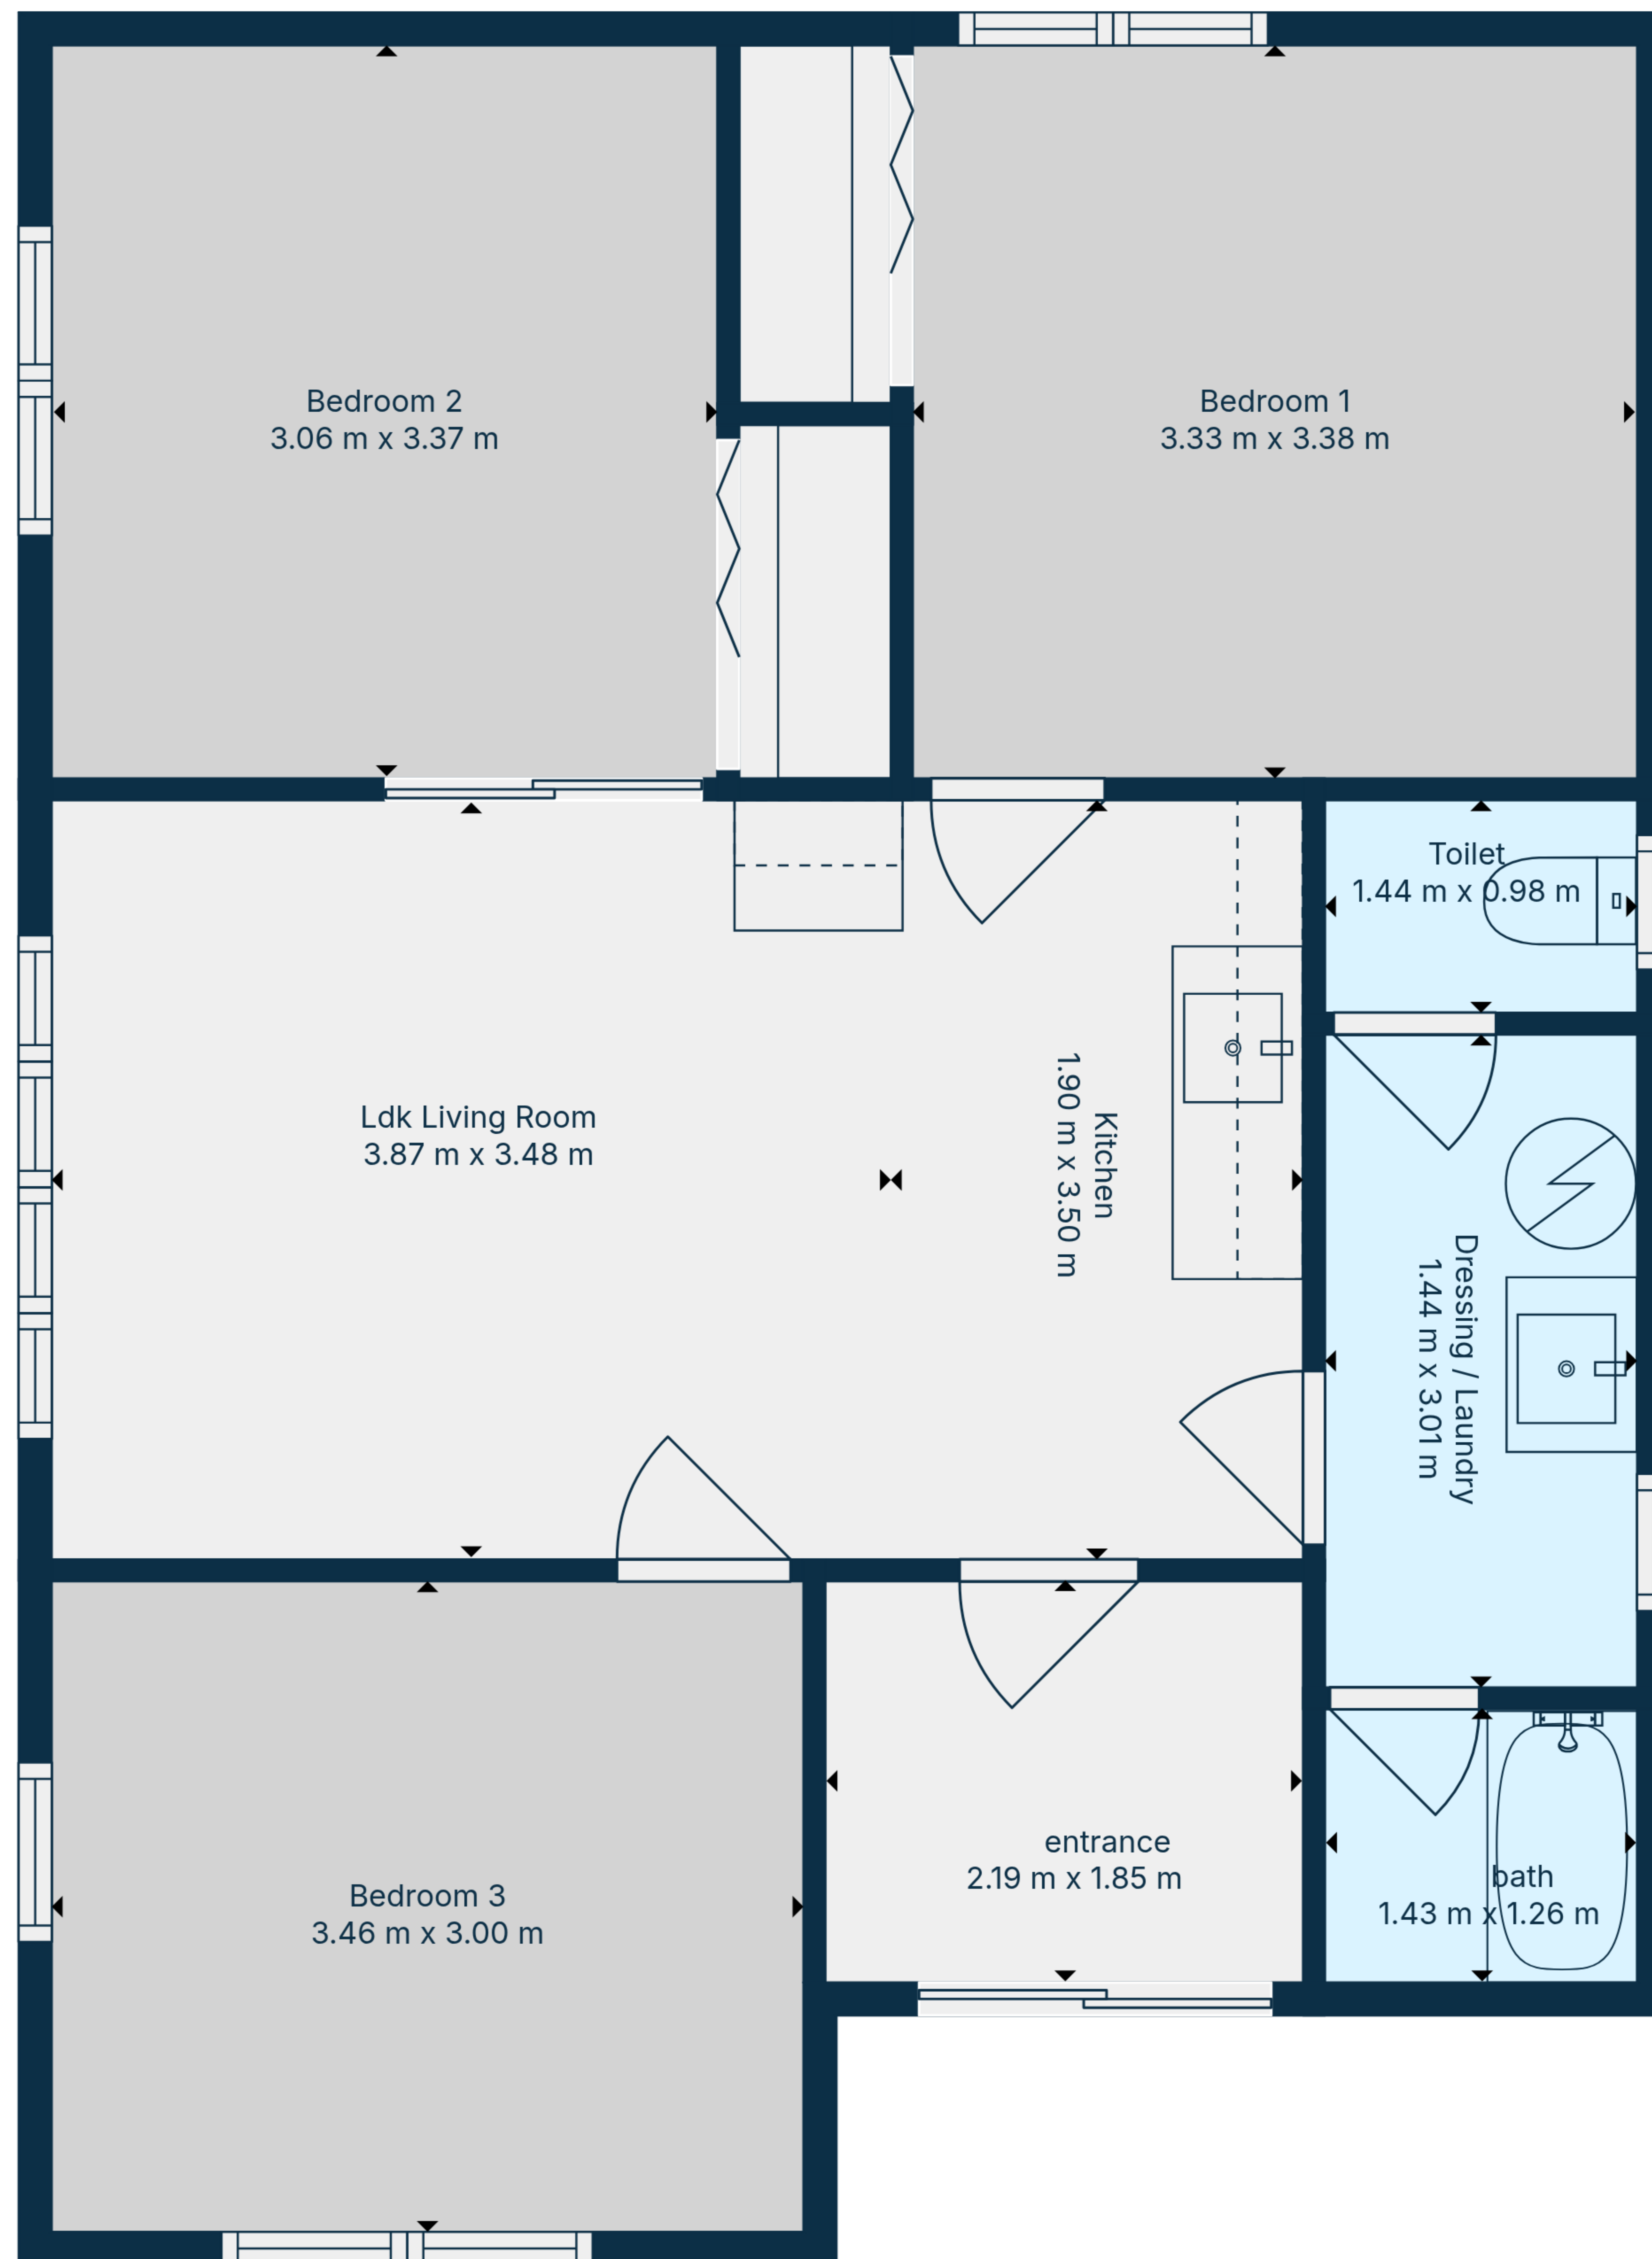 Bedroom 2
3.06 m x 3.37 m
Bedroom 1
3.33 m x 3.38 m
Toilet
1.44 m x 0.98 m
Ldk Living Room
3.87 m x 3.48 m
Kitchen
1.90 m x 3.50 m
Dressing / Laundry
1.44 m x 3.01 m
Bedroom 3
3.46 m x 3.00 m
entrance
2.19 m x 1.85 m
bath
1.43 m x 1.26 m